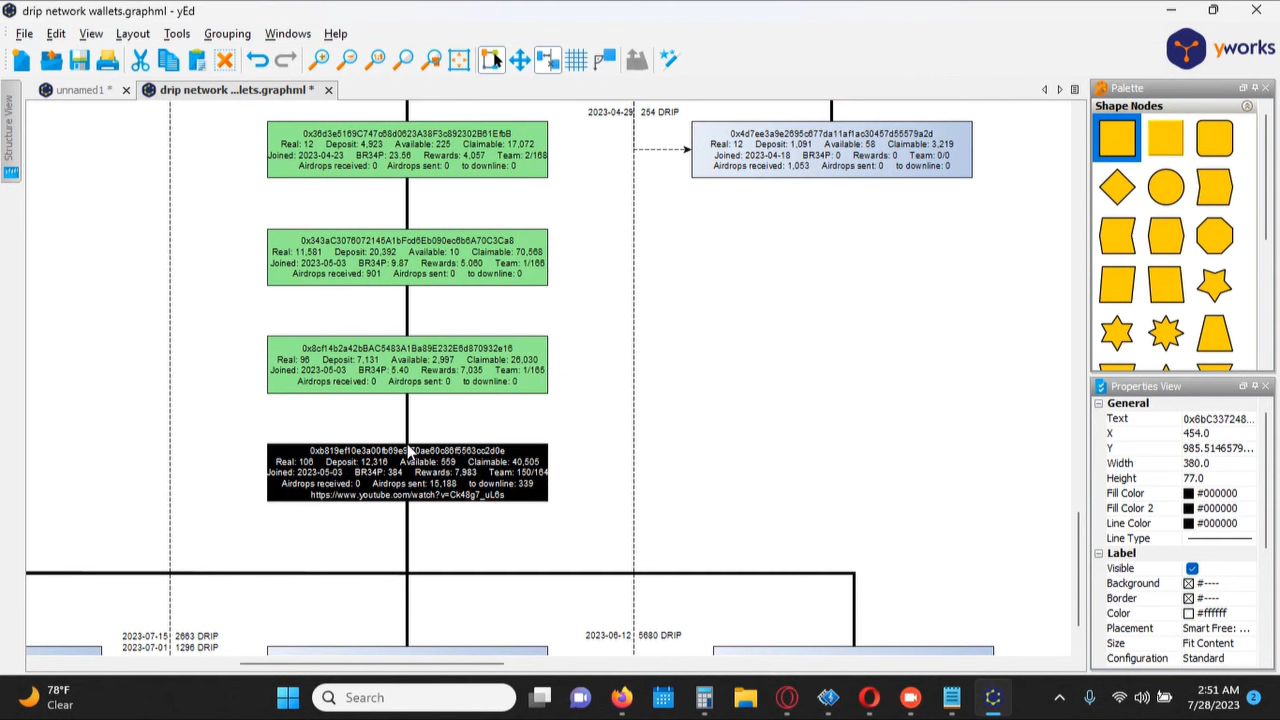 drip network wallets.graphml - yEd
File Edit View Layout Tools Grouping Windows Help
yworks
unnamed1 *
drip network ...lets.graphml *
Structure View
2023-04-29 254 DRIP
0x36d3e5169C747c68d0623A38F3c892302B61EfbB
Real: 12 Deposit: 4,923 Available: 225 Claimable: 17,072
Joined: 2023-04-23 BR34P: 23.56 Rewards: 4,057 Team: 2/168
Airdrops received: 0 Airdrops sent: 0 to downline: 0
0x4d7ee3a9e2695c677da11af1ac30457d55579a2d
Real: 12 Deposit: 1,091 Available: 58 Claimable: 3,219
Joined: 2023-04-18 BR34P: 0 Rewards: 0 Team: 0/0
Airdrops received: 1,053 Airdrops sent: 0 to downline: 0
0x343aC3076072145A1bFcd6Eb090ec6b6A70C3Ca8
Real: 11,581 Deposit: 20,392 Available: 10 Claimable: 70,568
Joined: 2023-05-03 BR34P: 9.87 Rewards: 5,060 Team: 1/166
Airdrops received: 901 Airdrops sent: 0 to downline: 0
0x8cf14b2a42bBAC5483A1Ba89E232E6d870932e16
Real: 96 Deposit: 7,131 Available: 2,997 Claimable: 26,030
Joined: 2023-05-03 BR34P: 5.40 Rewards: 7,035 Team: 1/165
Airdrops received: 0 Airdrops sent: 0 to downline: 0
Real: 106 Deposit: 12,316 Available: 559 Claimable: 40,505
Joined: 2023-05-03 BR34P: 384 Rewards: 7,983 Team: 150/164
Airdrops received: 0 Airdrops sent: 15,188 to downline: 339
https://www.youtube.com/watch?v=Ck48g7_uL6s
2023-07-15 2663 DRIP
2023-07-01 1296 DRIP
2023-06-12 5680 DRIP
Palette
Shape Nodes
Properties View
General
Text 0x6bC337248...
X 454.0
Y 985.5146579...
Width 380.0
Height 77.0
Fill Color #000000
Fill Color 2 #000000
Line Color #000000
Line Type
Label
Visible
Background #----
Border #----
Color #ffffff
Placement Smart Free: ...
Size Fit Content
Configuration Standard
78°F
Clear
Search
2:51 AM
7/28/2023
2